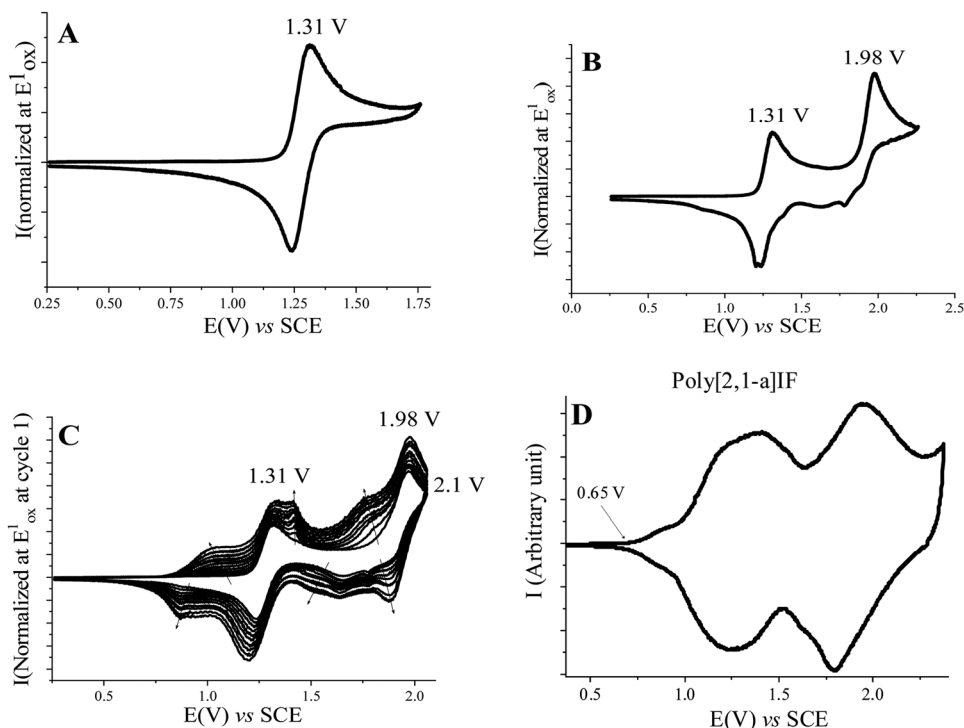 A
1.31 V
I(normalized at E¹ox)
0.25 0.50 0.75 1.00 1.25 1.50 1.75
E(V) vs SCE
B
1.98 V
1.31 V
I(Normalized at E¹ox)
0.0 0.5 1.0 1.5 2.0 2.5
E(V) vs SCE
C
1.98 V
1.31 V
2.1 V
I(Normalized at E¹ox at cycle 1)
0.5 1.0 1.5 2.0
E(V) vs SCE
Poly[2,1-a]IF
D
0.65 V
I (Arbitrary unit)
0.5 1.0 1.5 2.0
E(V) vs SCE